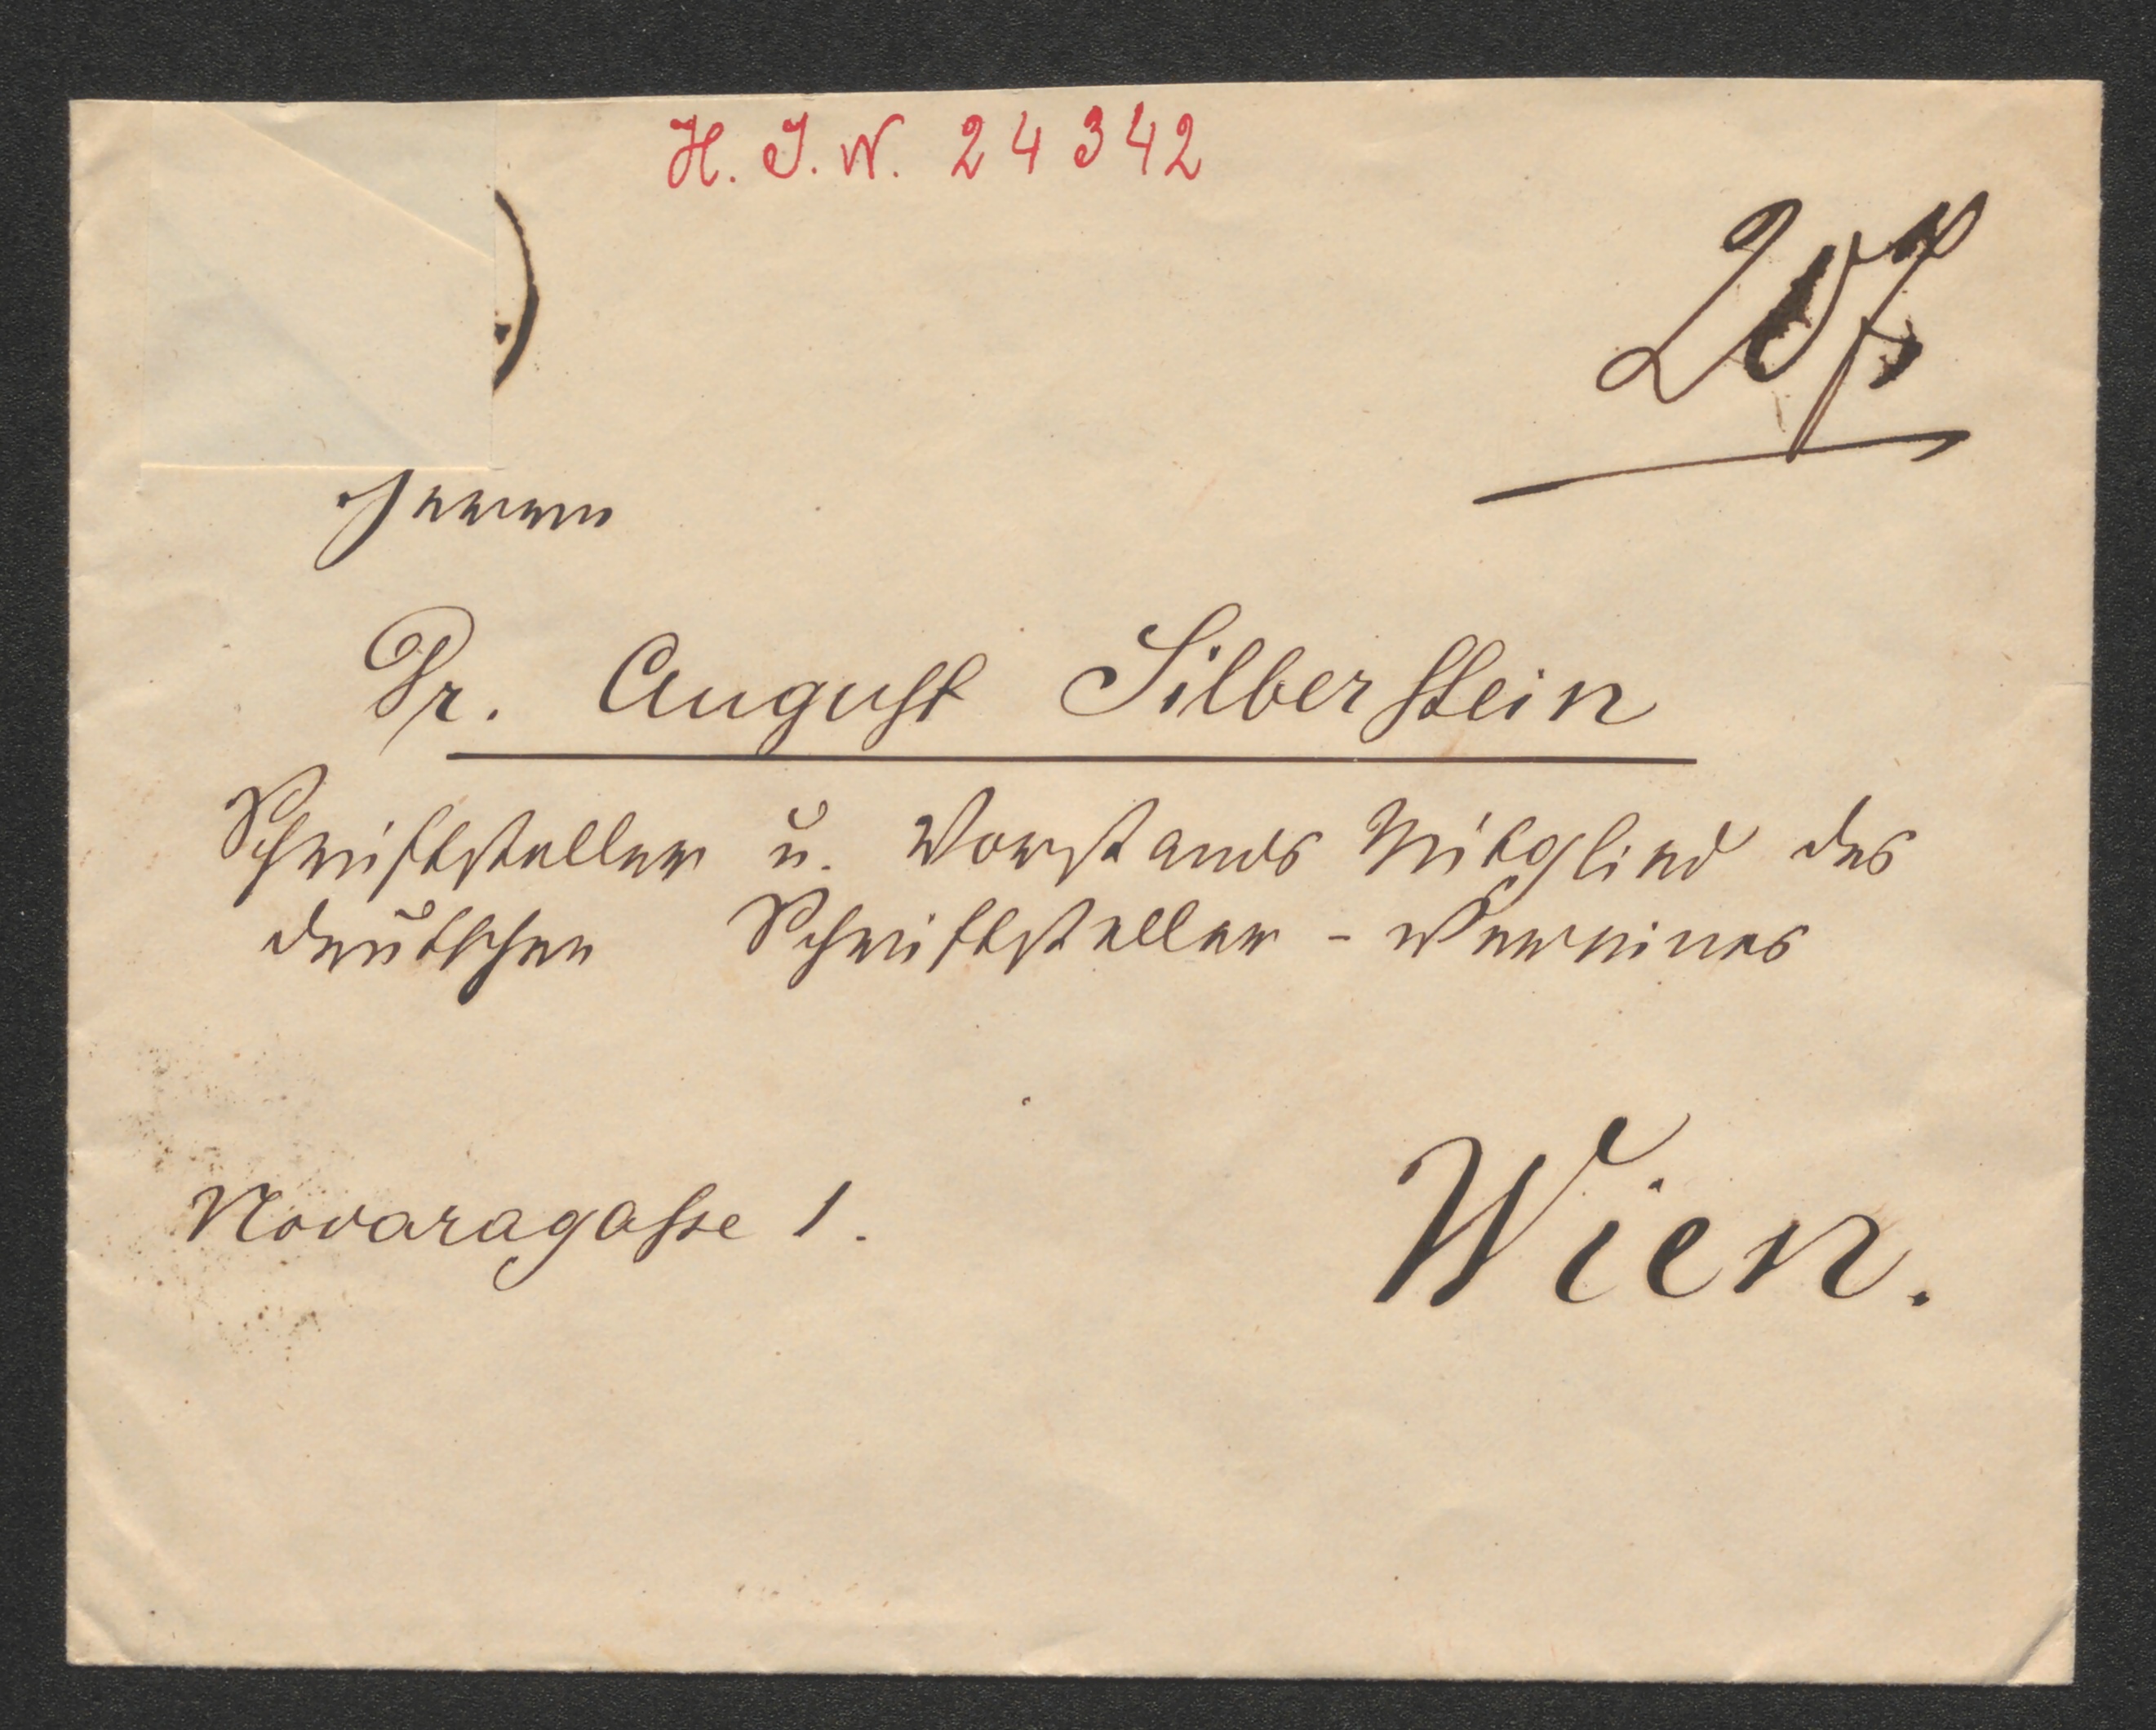 H. I. N. 24342
Herrn
Dr. August Silberstein
Schriftsteller u. Vorstands Mitglied des
deutschen Schriftsteller-Vereines
Novaragasse 1.
Wien.